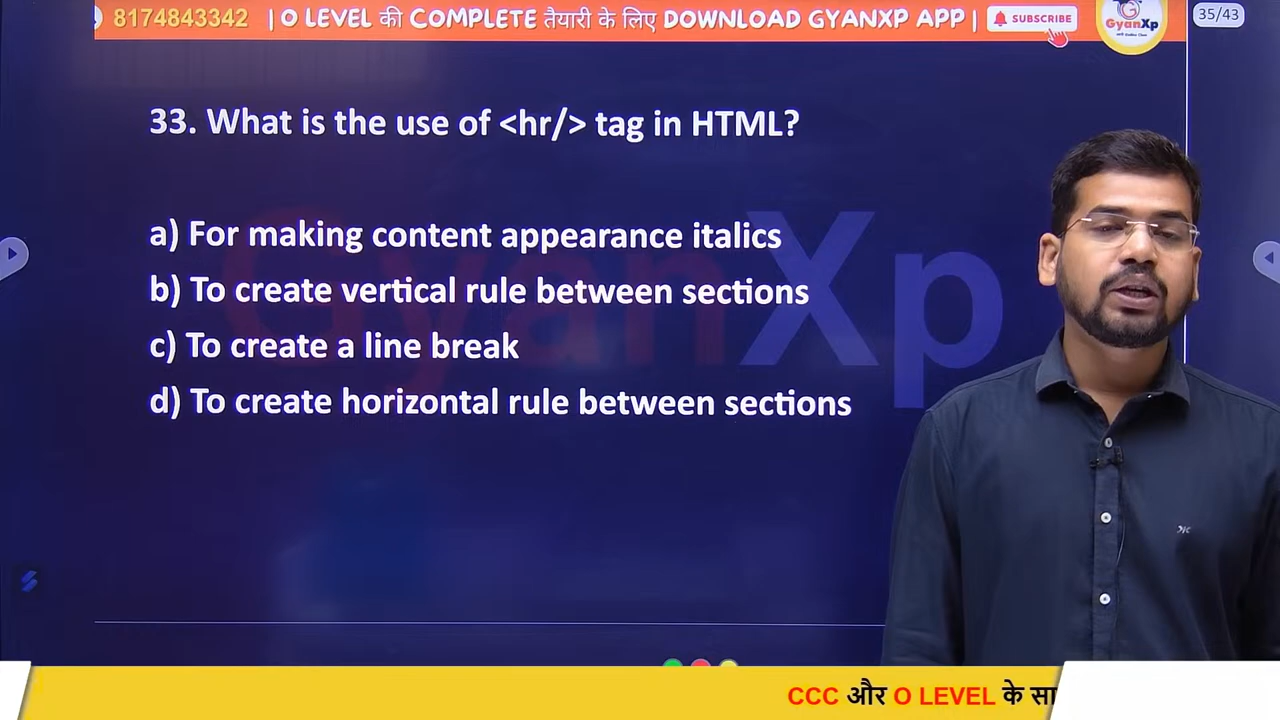 8174843342 | O LEVEL की COMPLETE तैयारी के लिए DOWNLOAD GYANXP APP | SUBSCRIBE
GyanXp
35/43
33. What is the use of <hr/> tag in HTML?
a) For making content appearance italics
b) To create vertical rule between sections
c) To create a line break
d) To create horizontal rule between sections
GyanXp
CCC और O LEVEL के सा